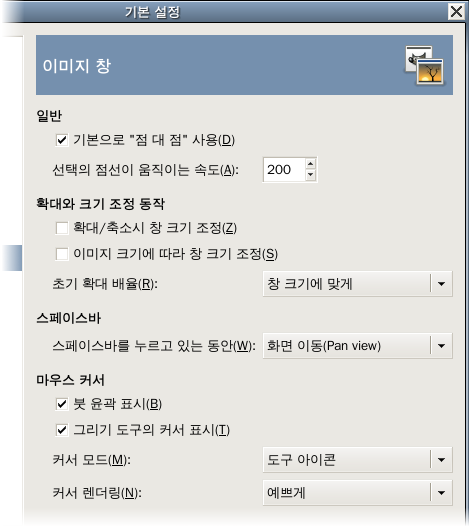 기본 설정
이미지 창
일반
기본으로 "점 대 점" 사용(D)
선택의 점선이 움직이는 속도(A): 200
확대와 크기 조정 동작
확대/축소시 창 크기 조정(Z)
이미지 크기에 따라 창 크기 조정(S)
초기 확대 배율(R): 창 크기에 맞게
스페이스바
스페이스바를 누르고 있는 동안(W): 화면 이동(Pan view)
마우스 커서
붓 윤곽 표시(B)
그리기 도구의 커서 표시(T)
커서 모드(M): 도구 아이콘
커서 렌더링(N): 예쁘게